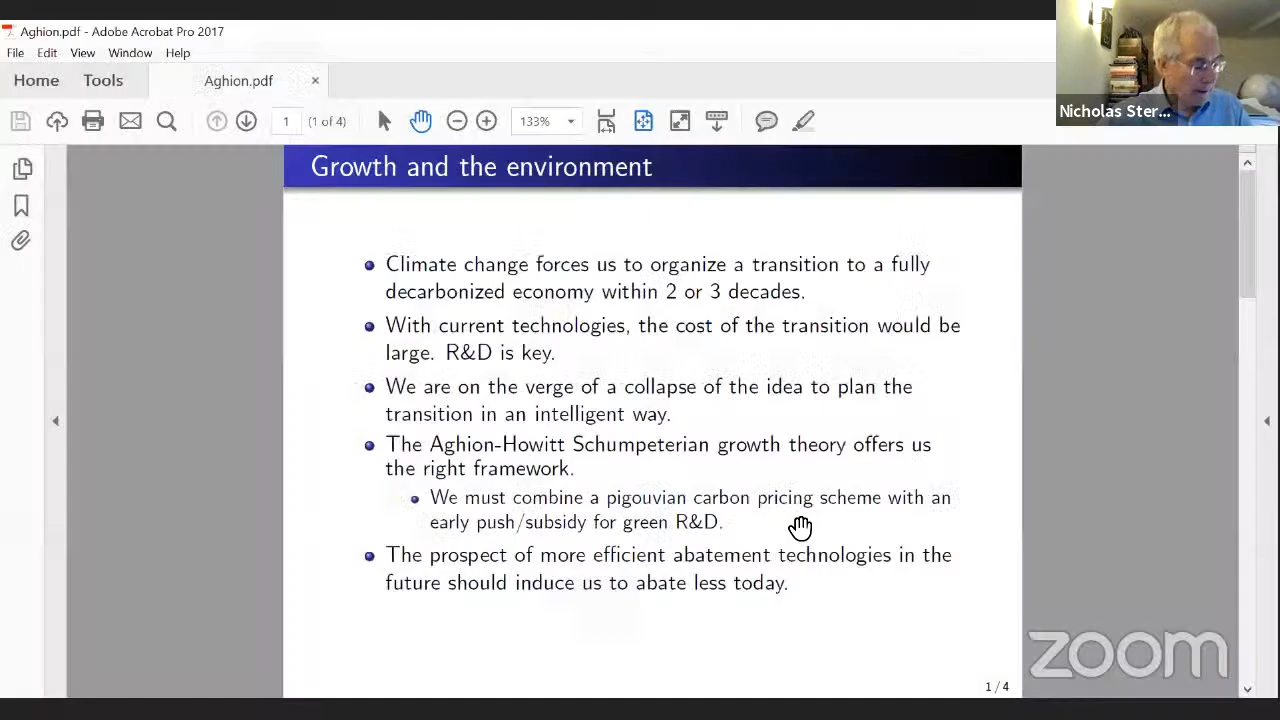 Aghion.pdf - Adobe Acrobat Pro 2017
File Edit View Window Help
Home Tools Aghion.pdf ×
1 (1 of 4) 133%
Nicholas Ster...
Growth and the environment
Climate change forces us to organize a transition to a fully
decarbonized economy within 2 or 3 decades.
With current technologies, the cost of the transition would be
large. R&D is key.
We are on the verge of a collapse of the idea to plan the
transition in an intelligent way.
The Aghion-Howitt Schumpeterian growth theory offers us
the right framework.
We must combine a pigouvian carbon pricing scheme with an
early push/subsidy for green R&D.
The prospect of more efficient abatement technologies in the
future should induce us to abate less today.
zoom
1 / 4